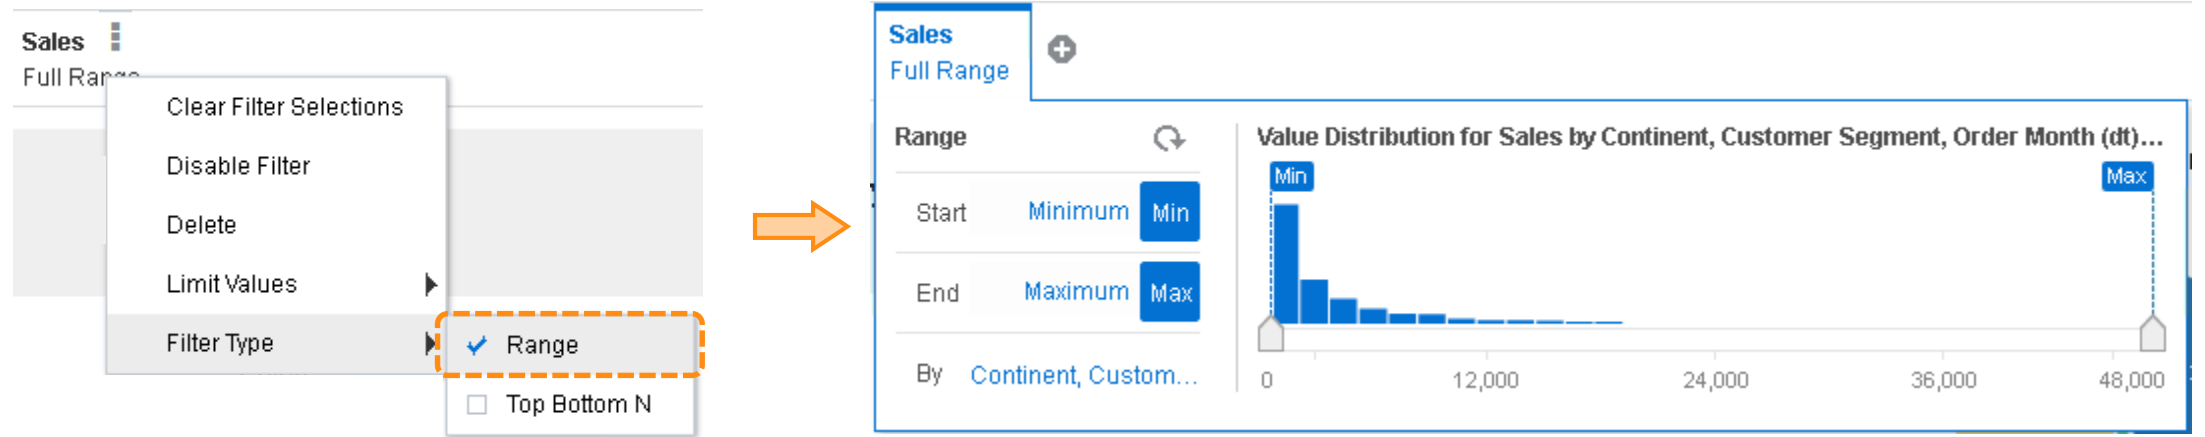 Sales
Full Range
Clear Filter Selections
Disable Filter
Delete
Limit Values
Filter Type
Range
Top Bottom N
Sales
Full Range
Range
Start Minimum Min
End Maximum Max
By Continent, Custom...
Value Distribution for Sales by Continent, Customer Segment, Order Month (dt)...
Min Max
0 12,000 24,000 36,000 48,000